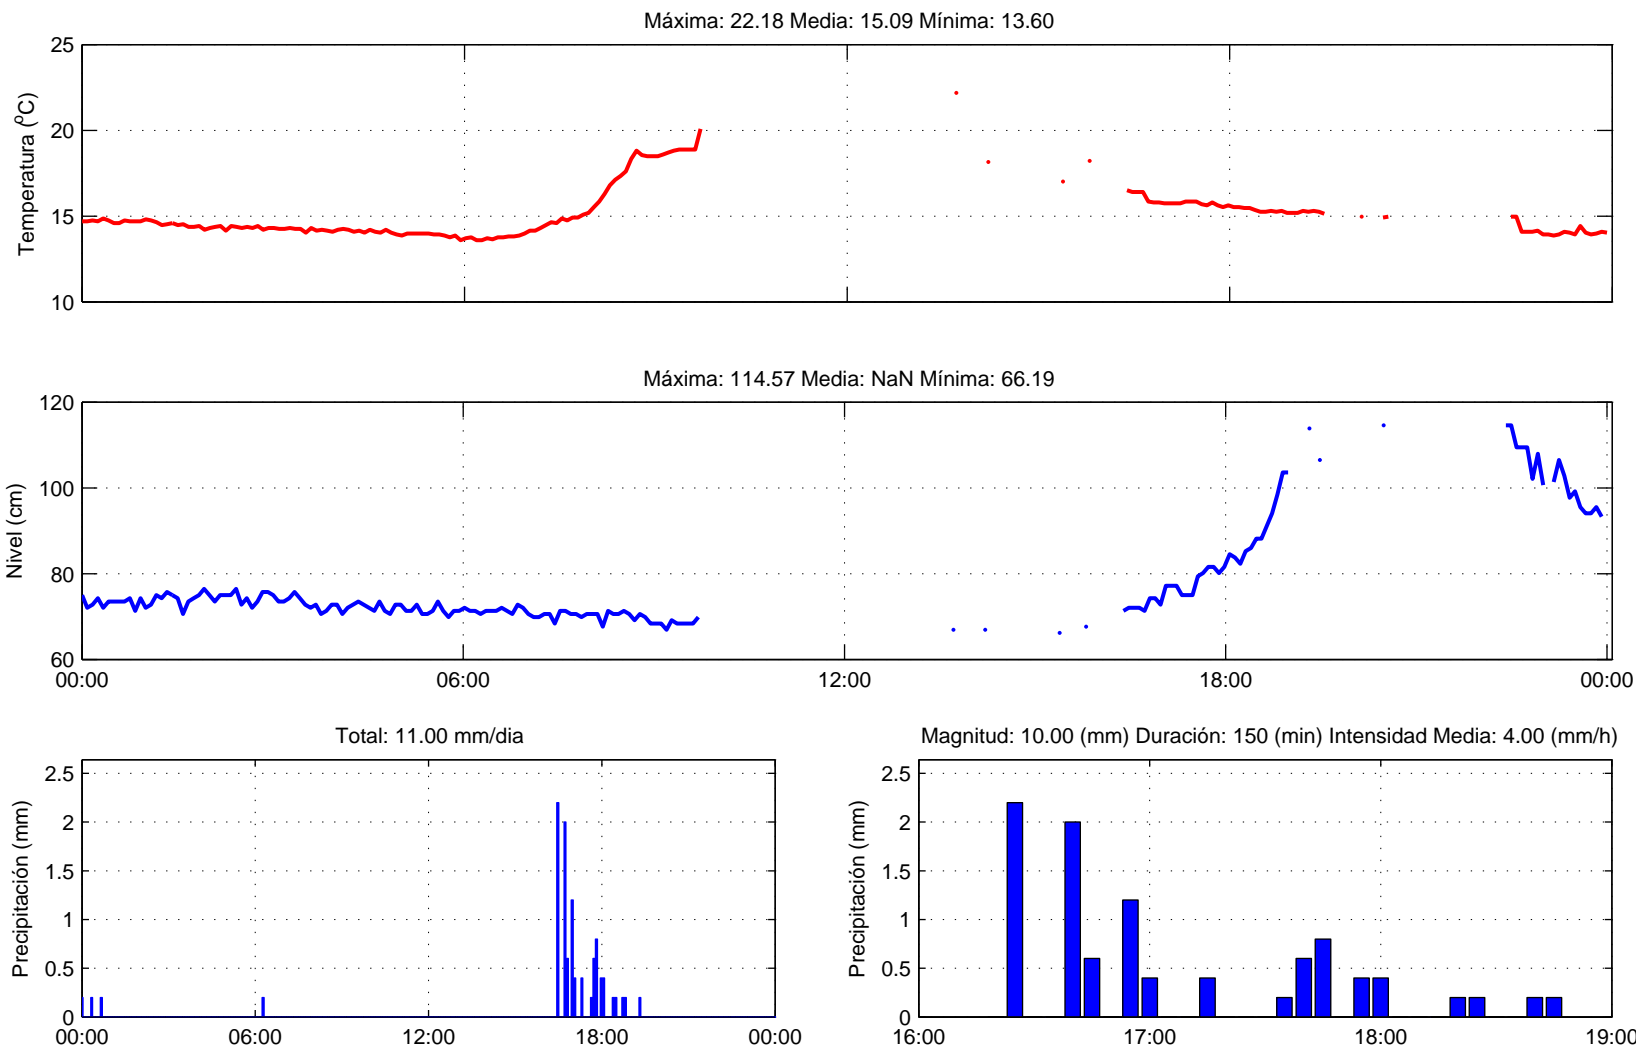 Máxima: 22.18 Media: 15.09 Mínima: 13.60
25
20
15
10
Temperatura (ºC)
Máxima: 114.57 Media: NaN Mínima: 66.19
120
100
80
60
Nivel (cm)
00:00 06:00 12:00 18:00 00:00
Total: 11.00 mm/dia
2.5
2
1.5
1
0.5
0
Precipitación (mm)
00:00 06:00 12:00 18:00 00:00
Magnitud: 10.00 (mm) Duración: 150 (min) Intensidad Media: 4.00 (mm/h)
2.5
2
1.5
1
0.5
0
Precipitación (mm)
16:00 17:00 18:00 19:00